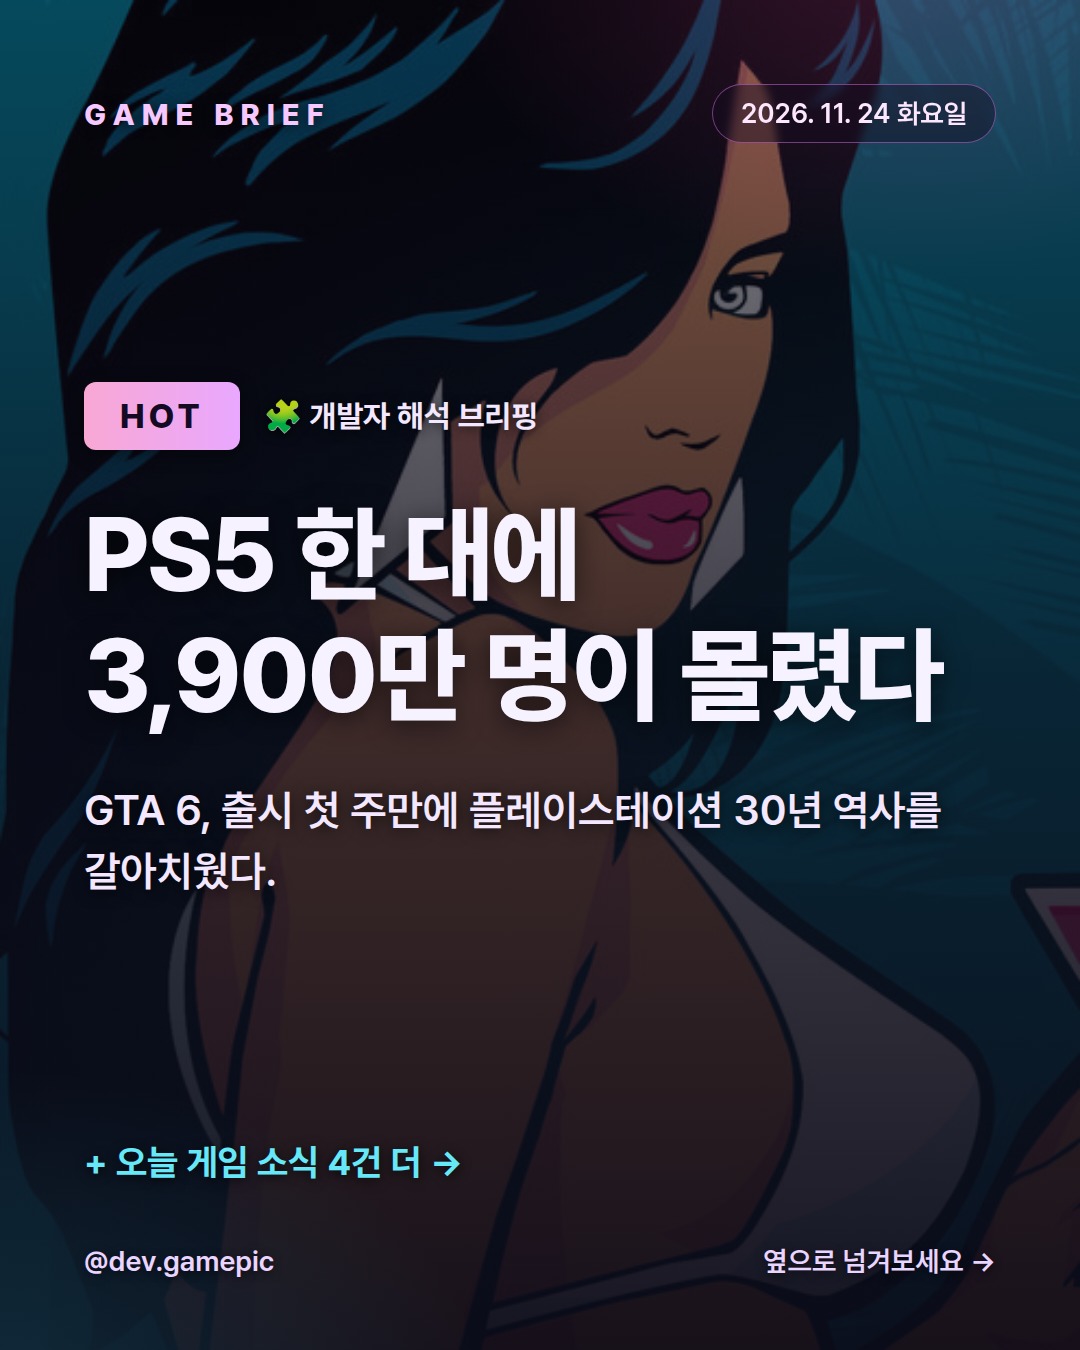 GAME BRIEF
2026. 11. 24 화요일
HOT
🧩 개발자 해석 브리핑
PS5 한 대에
3,900만 명이 몰렸다
GTA 6, 출시 첫 주만에 플레이스테이션 30년 역사를
갈아치웠다.
+ 오늘 게임 소식 4건 더 →
@dev.gamepic
옆으로 넘겨보세요 →